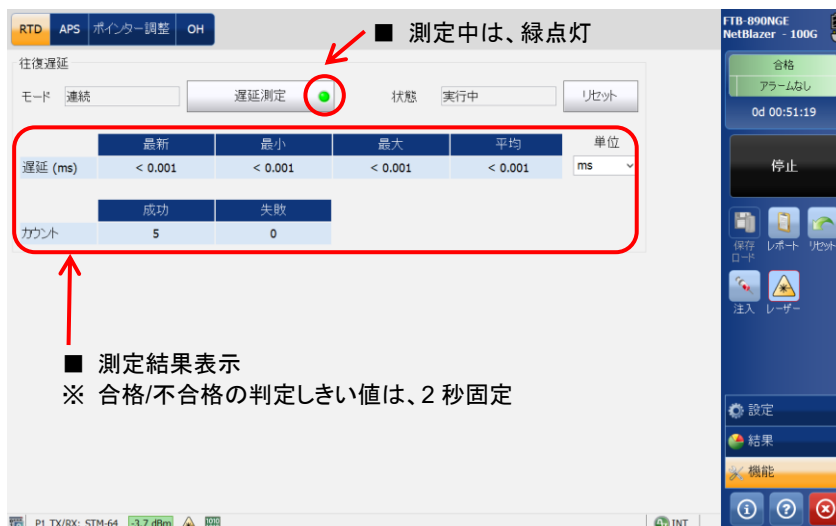 RTD APS ポインター調整 OH
■ 測定中は、緑点灯
往復遅延
モード 連続 遅延測定 状態 実行中 リセット
最新 最小 最大 平均 単位
遅延 (ms) < 0.001 < 0.001 < 0.001 < 0.001 ms
成功 失敗
カウント 5 0
■ 測定結果表示
※ 合格/不合格の判定しきい値は、2 秒固定
P1 TX/RX: STM-64 -3.7 dBm 1010 INT
FTB-890NGE
NetBlazer - 100G
合格
アラームなし
0d 00:51:19
停止
保存
ロード
レポート リセット
注入 レーザー
設定
結果
機能